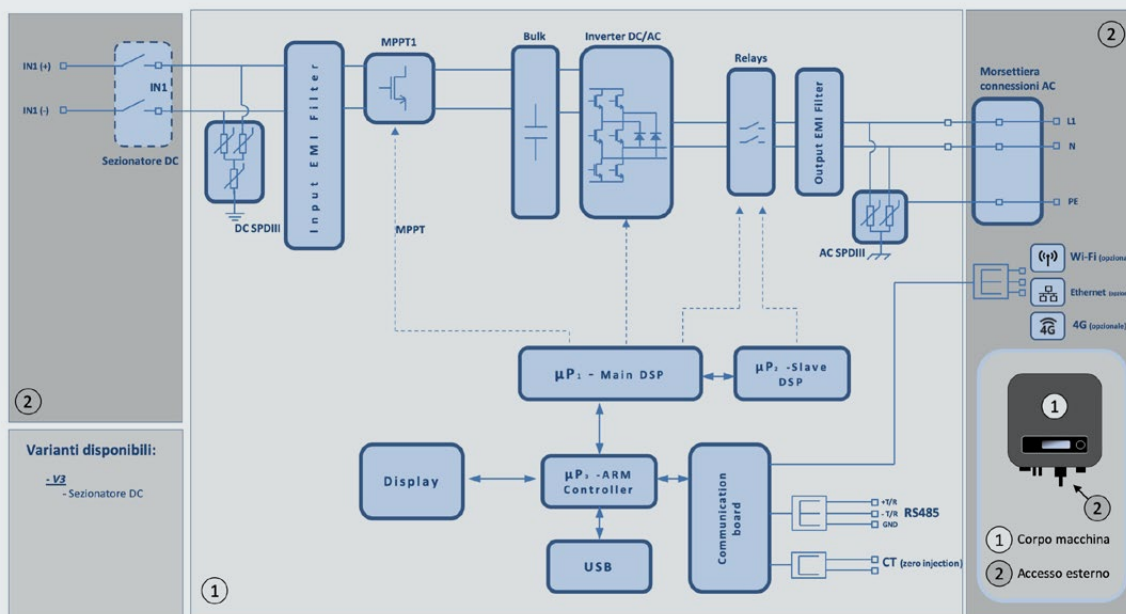 2
IN1 (+)
IN1 (-)
IN1
Sezionatore DC
DC SPDIII
Input EMI Filter
MPPT1
MPPT
Bulk
Inverter DC/AC
Relays
Output EMI Filter
AC SPDIII
2
Morsettiera
connessioni AC
L1
N
PE
Wi-Fi
Ethernet
4G
4G (opzionale)
µP₁ - Main DSP
-Slave
DSP
Display
-ARM
Controller
USB
Communication
board
+T/R
- T/R
GND
RS485
CT (zero injection)
Varianti disponibili:
- V3
- Sezionatore DC
1
1
2
1 Corpo macchina
2 Accesso esterno